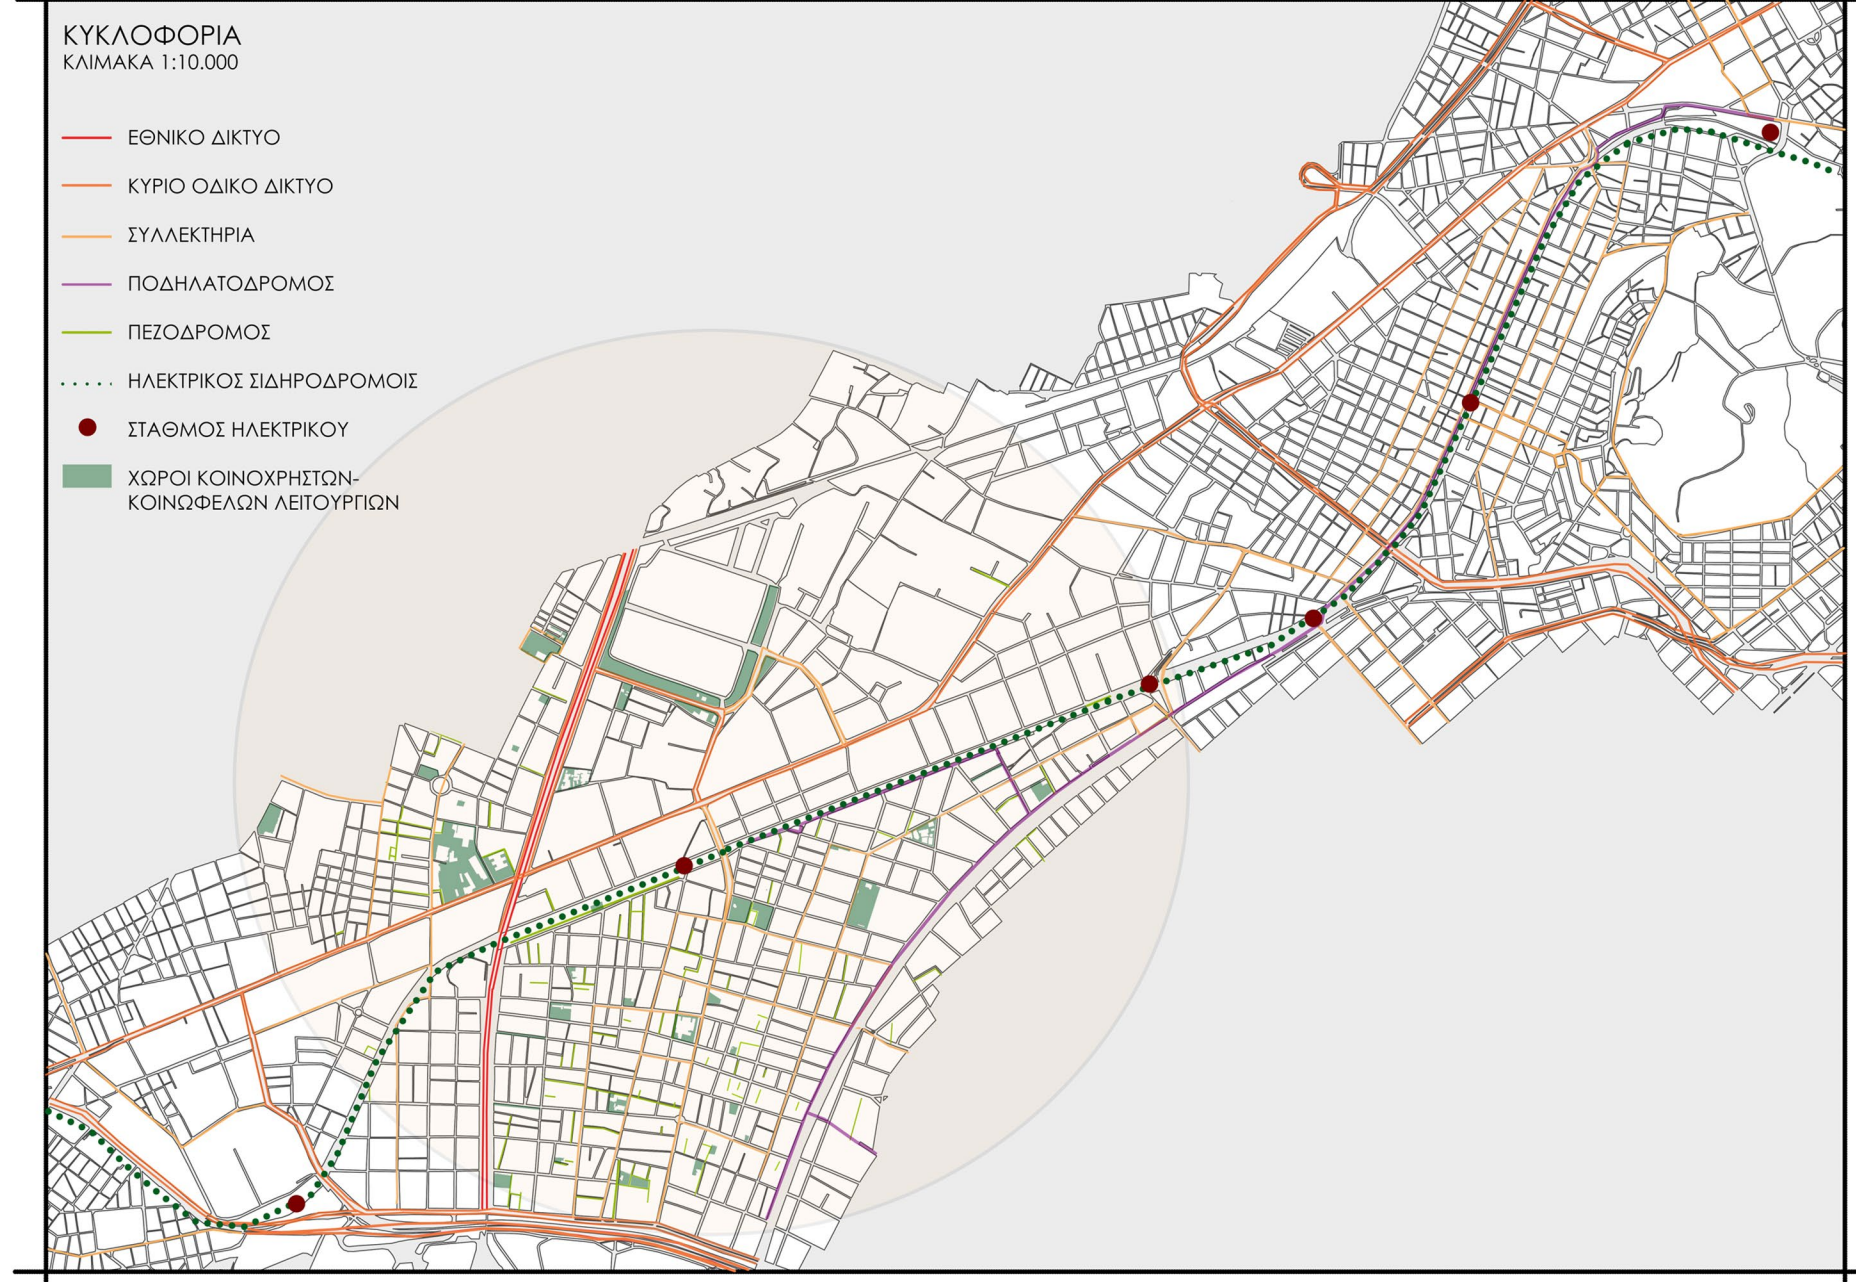 ΚΥΚΛΟΦΟΡΙΑ
ΚΛΙΜΑΚΑ 1:10.000
ΕΘΝΙΚΟ ΔΙΚΤΥΟ
ΚΥΡΙΟ ΟΔΙΚΟ ΔΙΚΤΥΟ
ΣΥΛΛΕΚΤΗΡΙΑ
ΠΟΔΗΛΑΤΟΔΡΟΜΟΣ
ΠΕΖΟΔΡΟΜΟΣ
ΗΛΕΚΤΡΙΚΟΣ ΣΙΔΗΡΟΔΡΟΜΟΙΣ
ΣΤΑΘΜΟΣ ΗΛΕΚΤΡΙΚΟΥ
ΧΩΡΟΙ ΚΟΙΝΟΧΡΗΣΤΩΝ-
ΚΟΙΝΩΦΕΛΩΝ ΛΕΙΤΟΥΡΓΙΩΝ